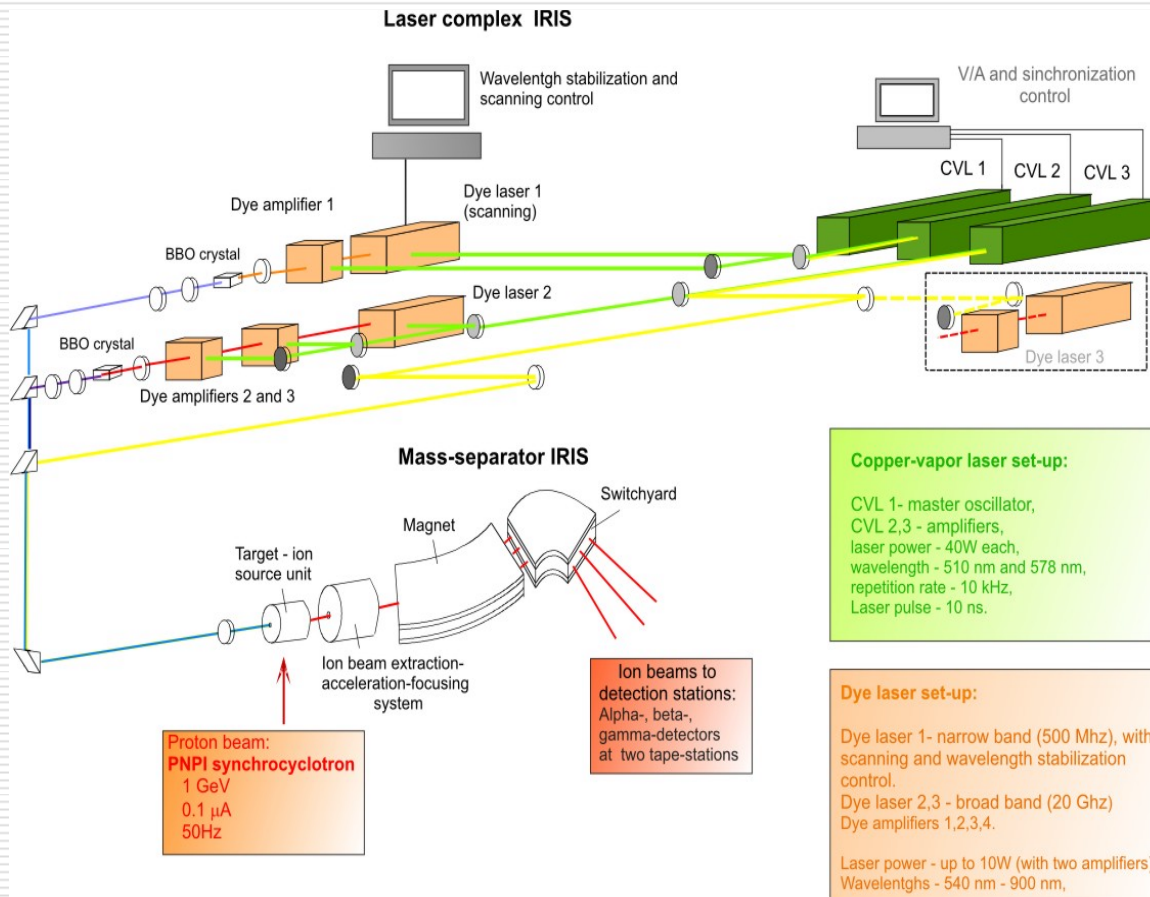 Laser complex IRIS
Wavelentgh stabilization and
scanning control
V/A and sinchronization
control
CVL 1
CVL 2
CVL 3
Dye laser 1
(scanning)
Dye amplifier 1
BBO crystal
Dye laser 2
BBO crystal
Dye laser 3
Dye amplifiers 2 and 3
Mass-separator IRIS
Switchyard
Magnet
Target - ion
source unit
Ion beam extraction-
acceleration-focusing
system
Ion beams to
detection stations:
Alpha-, beta-,
gamma-detectors
at two tape-stations
Proton beam:
PNPI synchrocyclotron
1 GeV
0.1 μA
50Hz
Copper-vapor laser set-up:
CVL 1- master oscillator,
CVL 2,3 - amplifiers,
laser power - 40W each,
wavelength - 510 nm and 578 nm,
repetition rate - 10 kHz,
Laser pulse - 10 ns.
Dye laser set-up:
Dye laser 1- narrow band (500 Mhz), with
scanning and wavelength stabilization
control.
Dye laser 2,3 - broad band (20 Ghz)
Dye amplifiers 1,2,3,4.
Laser power - up to 10W (with two amplifiers)
Wavelentghs - 540 nm - 900 nm,